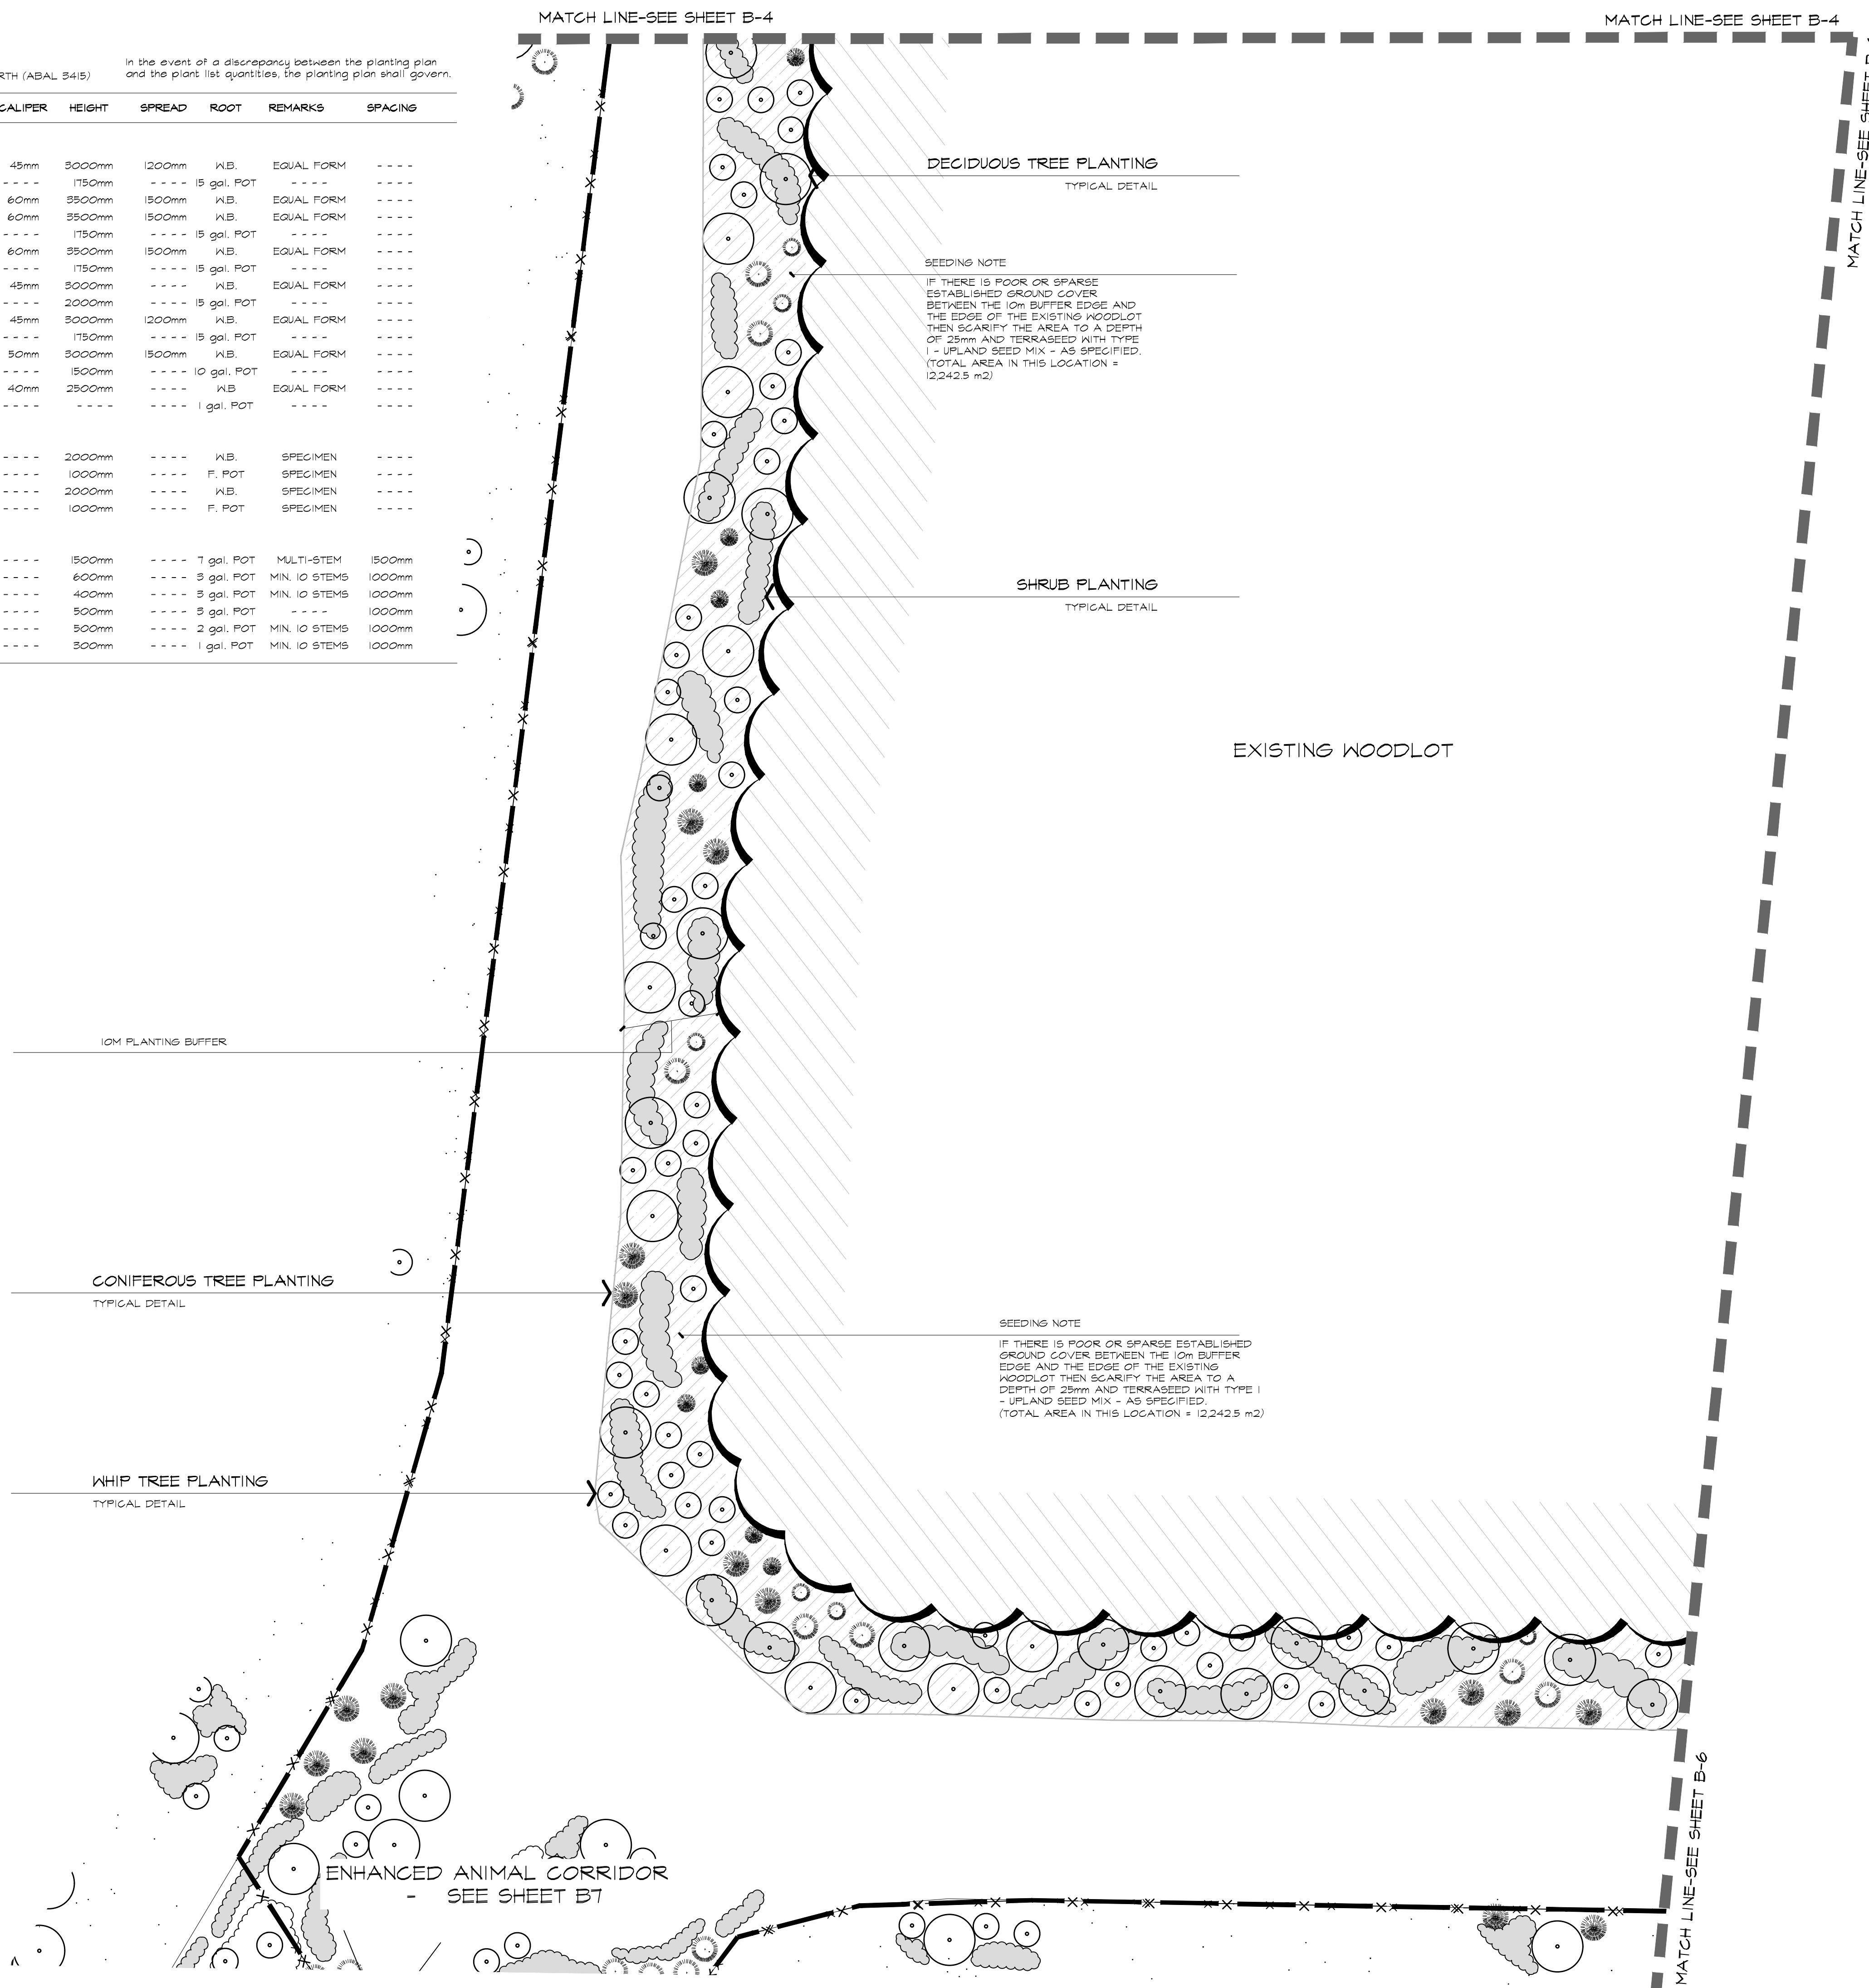 MATCH LINE-SEE SHEET B-4
MATCH LINE-SEE SHEET B-4
In the event of a discrepancy between the planting plan
and the plant list quantities, the planting plan shall govern.
RTH (ABAL 3415)
CALIPER HEIGHT SPREAD ROOT REMARKS SPACING
45mm 3000mm 1200mm W.B. EQUAL FORM ----
---- 1750mm ---- 15 gal. POT ---- ----
60mm 3500mm 1500mm W.B. EQUAL FORM ----
60mm 3500mm 1500mm W.B. EQUAL FORM ----
---- 1750mm ---- 15 gal. POT ---- ----
60mm 3500mm 1500mm W.B. EQUAL FORM ----
---- 1750mm ---- 15 gal. POT ---- ----
45mm 3000mm ---- W.B. EQUAL FORM ----
---- 2000mm ---- 15 gal. POT ---- ----
45mm 3000mm 1200mm W.B. EQUAL FORM ----
---- 1750mm ---- 15 gal. POT ---- ----
50mm 3000mm 1500mm W.B. EQUAL FORM ----
---- 1500mm ---- 10 gal. POT ---- ----
40mm 2500mm ---- W.B EQUAL FORM ----
---- ---- ---- 1 gal. POT ---- ----
---- 2000mm ---- W.B. SPECIMEN ----
---- 1000mm ---- F. POT SPECIMEN ----
---- 2000mm ---- W.B. SPECIMEN ----
---- 1000mm ---- F. POT SPECIMEN ----
---- 1500mm ---- 7 gal. POT MULTI-STEM 1500mm
---- 600mm ---- 3 gal. POT MIN. 10 STEMS 1000mm
---- 400mm ---- 3 gal. POT MIN. 10 STEMS 1000mm
---- 500mm ---- 3 gal. POT ---- 1000mm
---- 500mm ---- 2 gal. POT MIN. 10 STEMS 1000mm
---- 300mm ---- 1 gal. POT MIN. 10 STEMS 1000mm
DECIDUOUS TREE PLANTING
TYPICAL DETAIL
SEEDING NOTE
IF THERE IS POOR OR SPARSE
ESTABLISHED GROUND COVER
BETWEEN THE 10m BUFFER EDGE AND
THE EDGE OF THE EXISTING WOODLOT
THEN SCARIFY THE AREA TO A DEPTH
OF 25mm AND TERRASEED WITH TYPE
1 - UPLAND SEED MIX - AS SPECIFIED.
(TOTAL AREA IN THIS LOCATION =
12,242.5 m2)
MATCH LINE-SEE SHEET
SHRUB PLANTING
TYPICAL DETAIL
EXISTING WOODLOT
10M PLANTING BUFFER
CONIFEROUS TREE PLANTING
TYPICAL DETAIL
SEEDING NOTE
IF THERE IS POOR OR SPARSE ESTABLISHED
GROUND COVER BETWEEN THE 10m BUFFER
EDGE AND THE EDGE OF THE EXISTING
WOODLOT THEN SCARIFY THE AREA TO A
DEPTH OF 25mm AND TERRASEED WITH TYPE 1
- UPLAND SEED MIX - AS SPECIFIED.
(TOTAL AREA IN THIS LOCATION = 12,242.5 m2)
WHIP TREE PLANTING
TYPICAL DETAIL
ENHANCED ANIMAL CORRIDOR
- SEE SHEET B7
MATCH LINE-SEE SHEET B-6